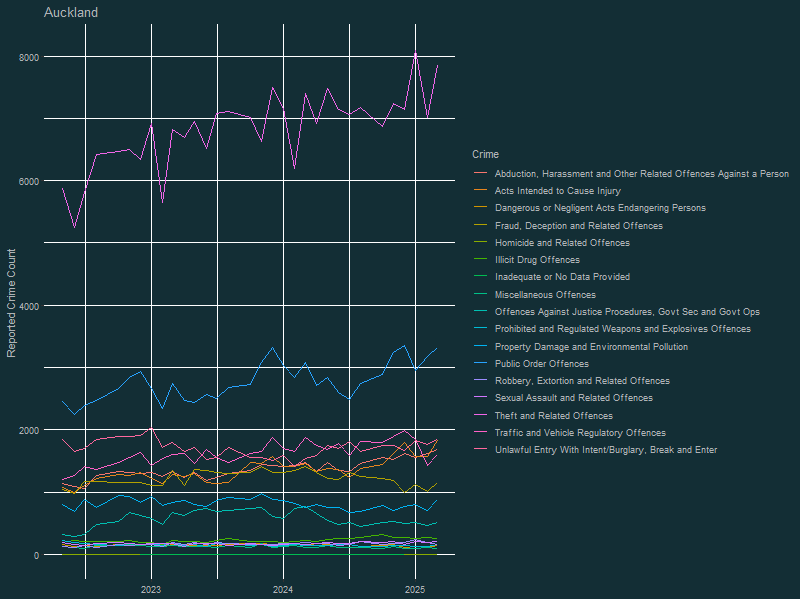 Auckland
Reported Crime Count
8000
6000
4000
2000
0
2023
2024
2025
Crime
Abduction, Harassment and Other Related Offences Against a Person
Acts Intended to Cause Injury
Dangerous or Negligent Acts Endangering Persons
Fraud, Deception and Related Offences
Homicide and Related Offences
Illicit Drug Offences
Inadequate or No Data Provided
Miscellaneous Offences
Offences Against Justice Procedures, Govt Sec and Govt Ops
Prohibited and Regulated Weapons and Explosives Offences
Property Damage and Environmental Pollution
Public Order Offences
Robbery, Extortion and Related Offences
Sexual Assault and Related Offences
Theft and Related Offences
Traffic and Vehicle Regulatory Offences
Unlawful Entry With Intent/Burglary, Break and Enter